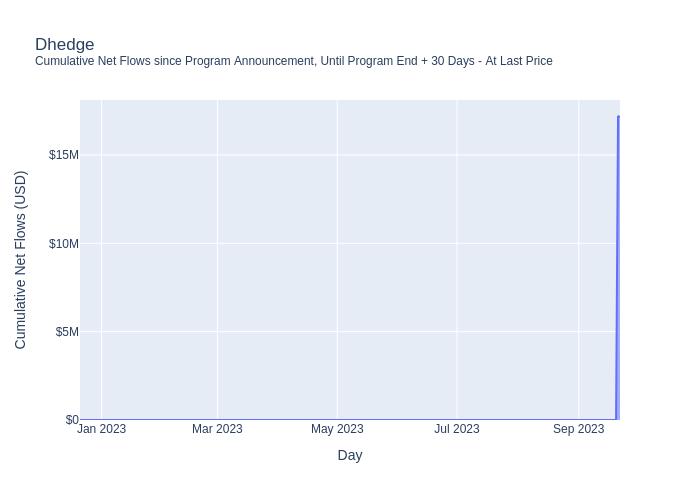 Dhedge
Cumulative Net Flows since Program Announcement, Until Program End + 30 Days - At Last Price
Cumulative Net Flows (USD)
$15M
$10M
$5M
$0
Jan 2023
Mar 2023
May 2023
Jul 2023
Sep 2023
Day